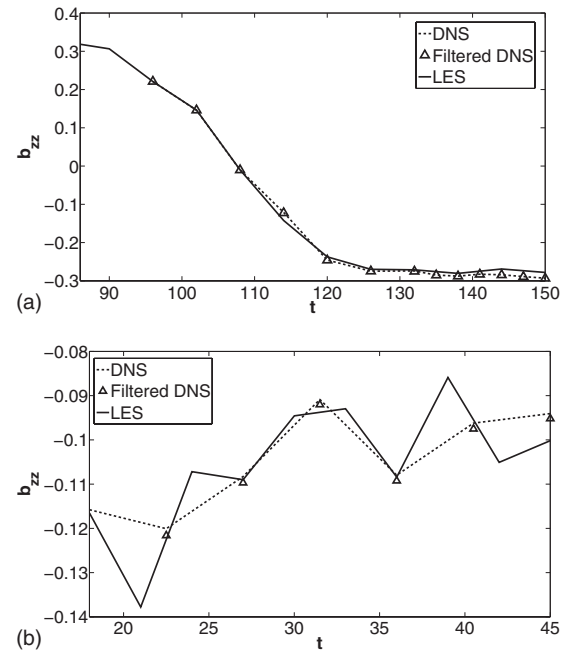 0.4
0.3
0.2
0.1
0
−0.1
−0.2
−0.3
b_zz
DNS
Filtered DNS
LES
90 100 110 120 130 140 150
t
(a)
−0.08
−0.09
−0.1
−0.11
−0.12
−0.13
−0.14
b_zz
DNS
Filtered DNS
LES
20 25 30 35 40 45
t
(b)